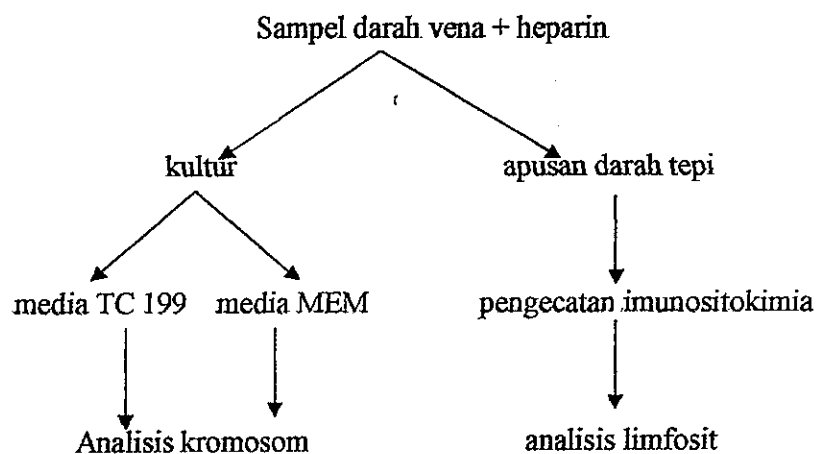 Sampel darah vena + heparin
kultur apusan darah tepi
media TC 199 media MEM pengecatan imunositokimia
Analisis kromosom analisis limfosit